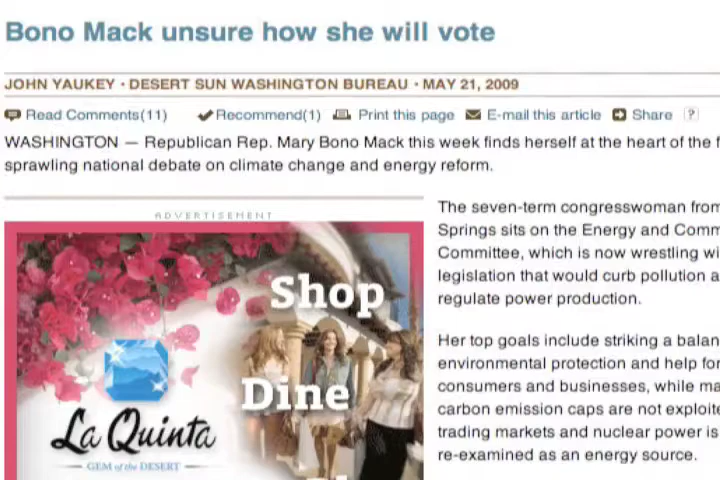 Bono Mack unsure how she will vote
JOHN YAUKEY · DESERT SUN WASHINGTON BUREAU · MAY 21, 2009
Read Comments(11) Recommend(1) Print this page E-mail this article Share ?
WASHINGTON — Republican Rep. Mary Bono Mack this week finds herself at the heart of the
sprawling national debate on climate change and energy reform.
ADVERTISEMENT
Shop
Dine
La Quinta
GEM of the DESERT
The seven-term congresswoman from
Springs sits on the Energy and Comm
Committee, which is now wrestling wi
legislation that would curb pollution a
regulate power production.
Her top goals include striking a balan
environmental protection and help for
consumers and businesses, while ma
carbon emission caps are not exploite
trading markets and nuclear power is
re-examined as an energy source.